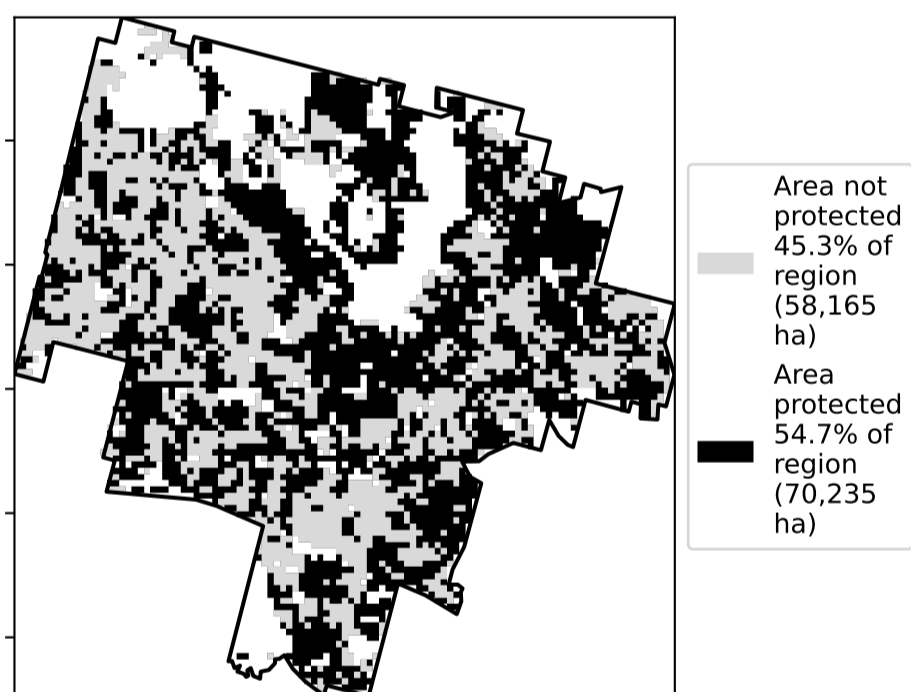 Area not
protected
45.3% of
region
(58,165
ha)
Area
protected
54.7% of
region
(70,235
ha)